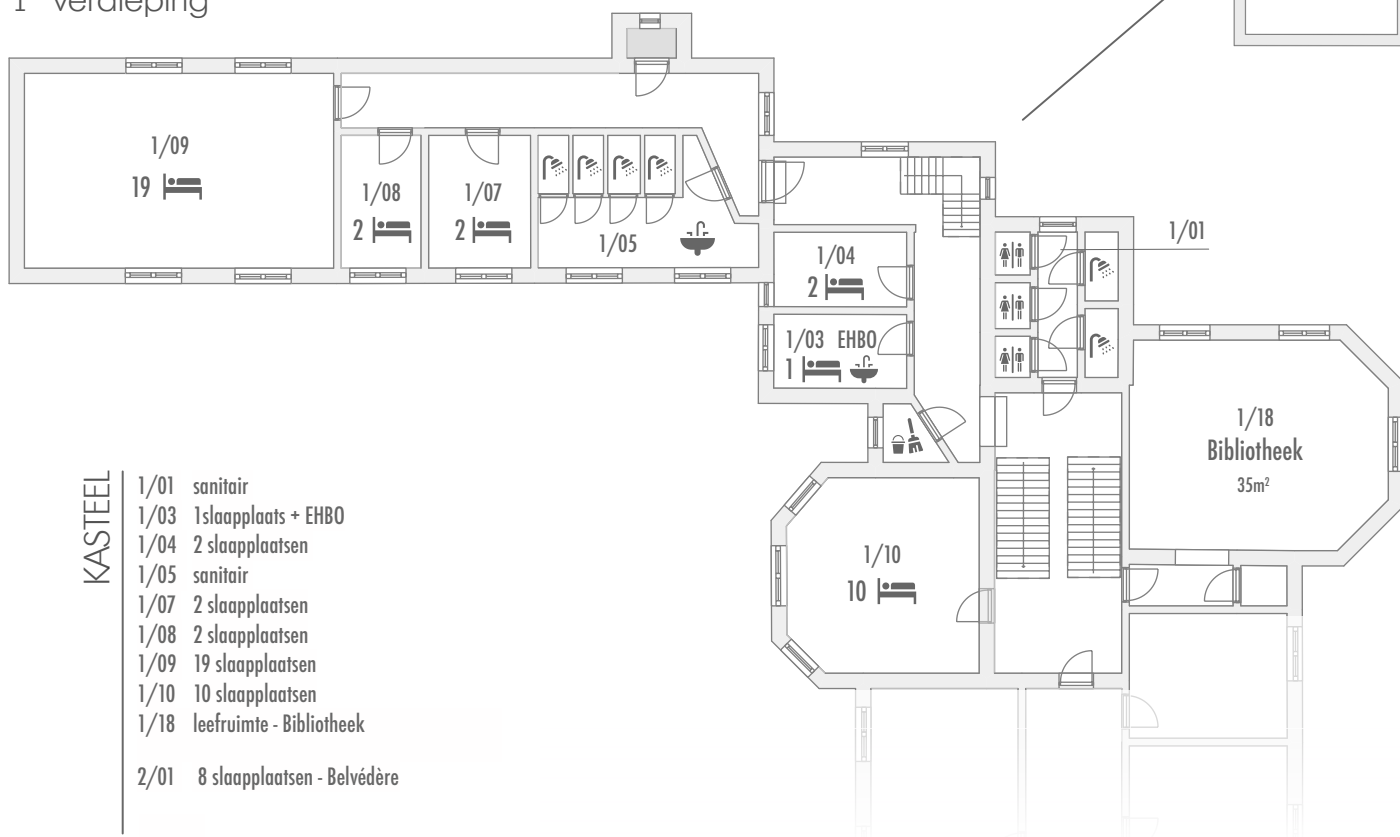 1 verdieping
1/09
19
1/08
2
1/07
2
1/05
1/04
2
1/03 EHBO
1
1/01
1/18
Bibliotheek
35m²
1/10
10
KASTEEL
1/01 sanitair
1/03 1slaapplaats + EHBO
1/04 2 slaapplaatsen
1/05 sanitair
1/07 2 slaapplaatsen
1/08 2 slaapplaatsen
1/09 19 slaapplaatsen
1/10 10 slaapplaatsen
1/18 leefruimte - Bibliotheek
2/01 8 slaapplaatsen - Belvédère